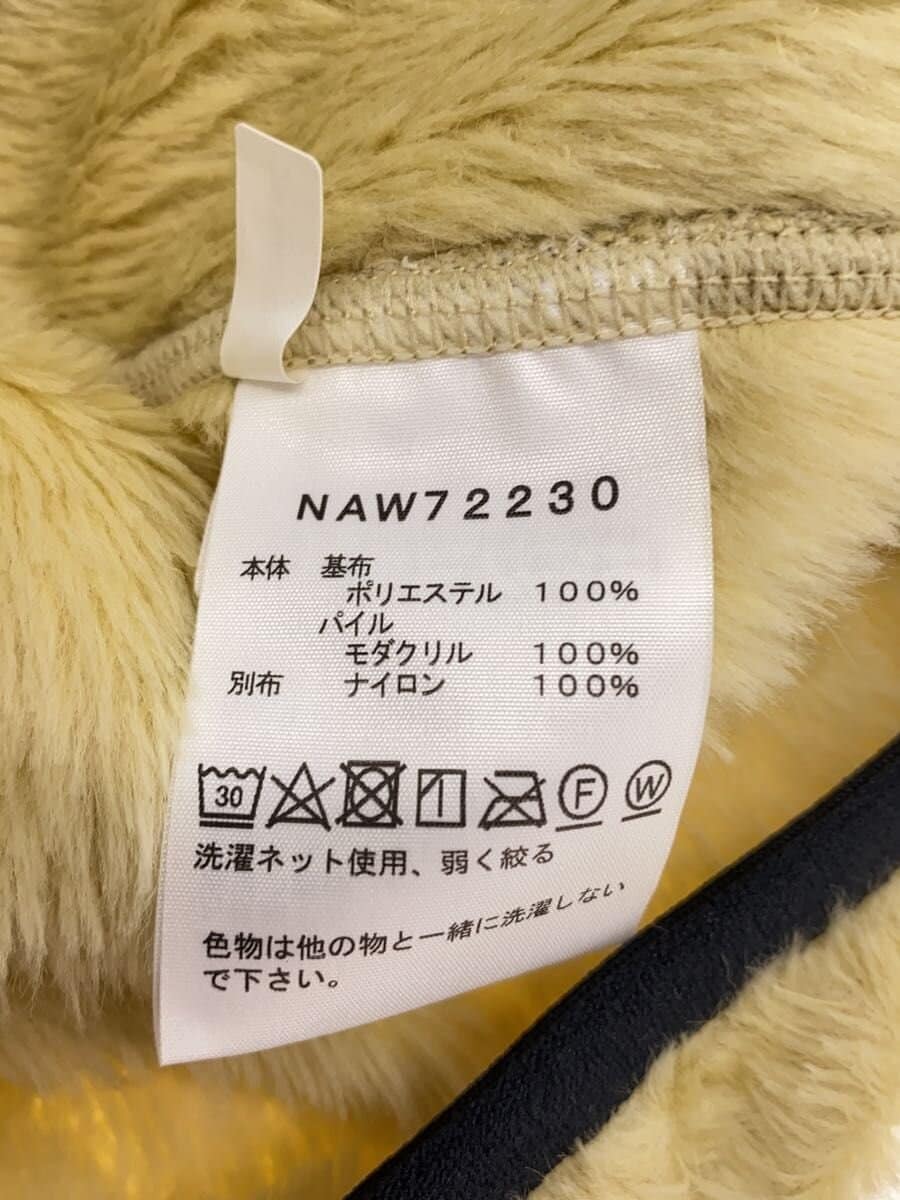 NAW72230
本体 基布
ポリエステル 100%
パイル
モダクリル 100%
別布 ナイロン 100%
30 F W
洗濯ネット使用、弱く絞る
色物は他の物と一緒に洗濯しない
で下さい。